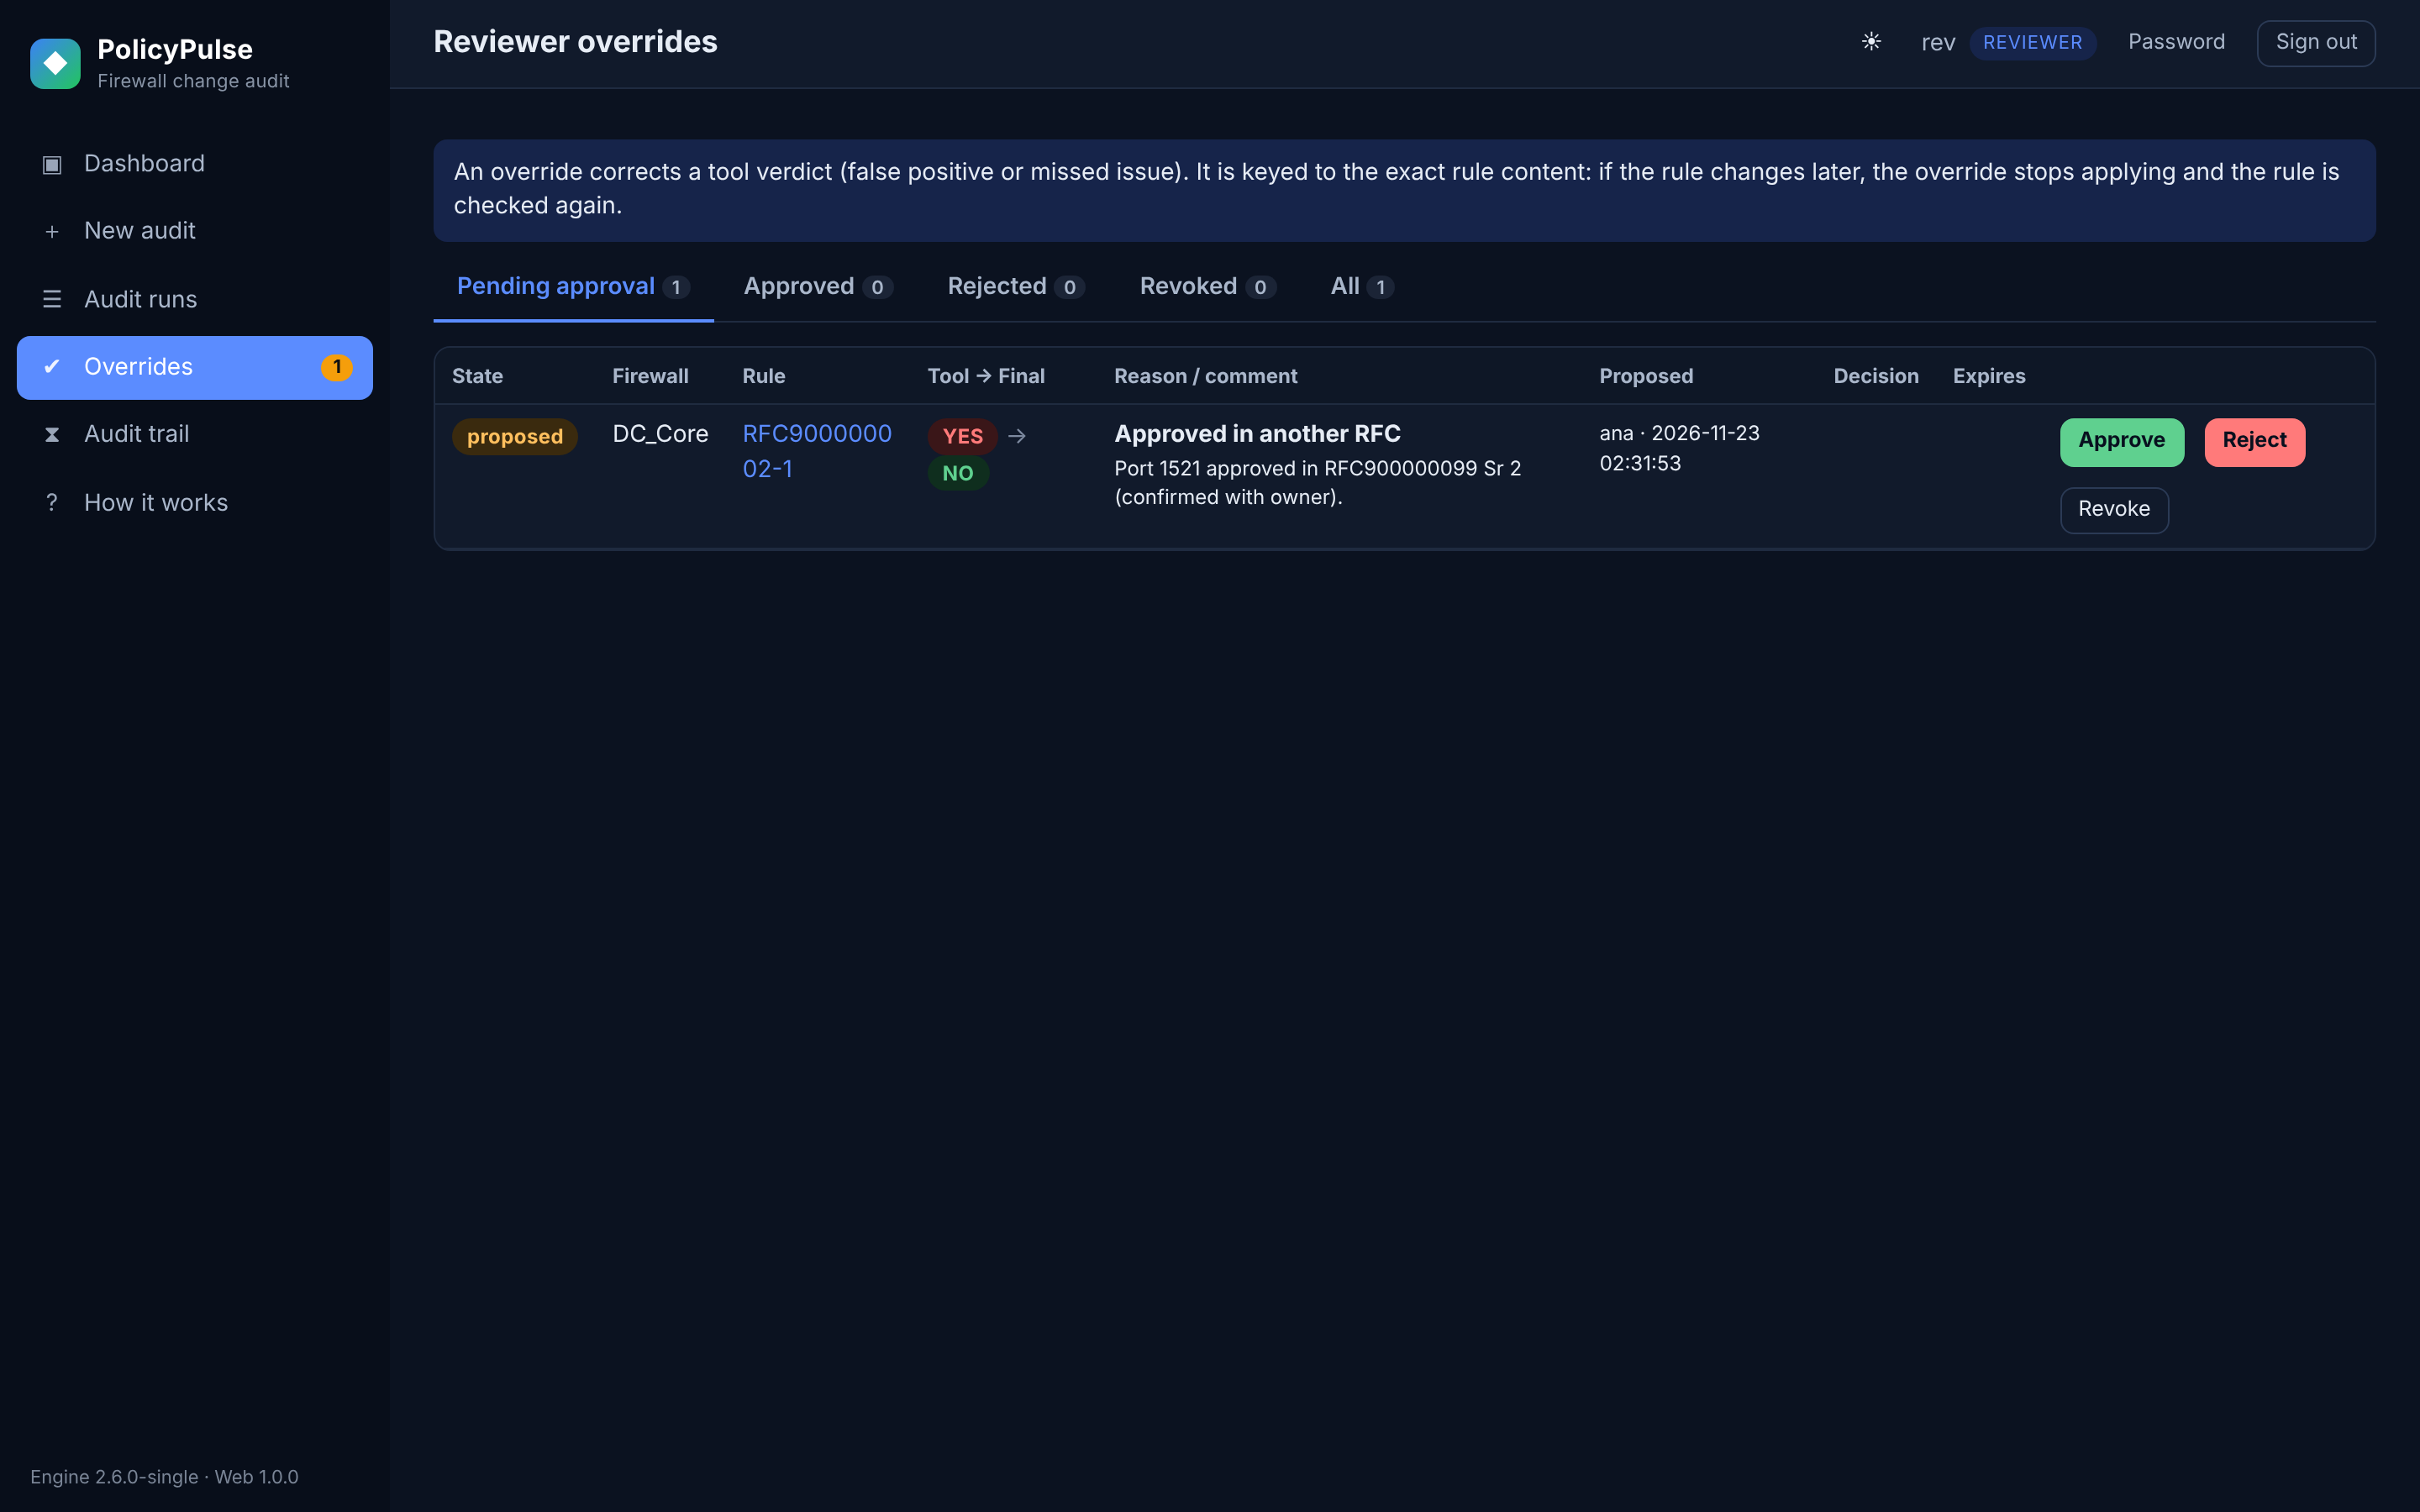 PolicyPulse
Firewall change audit
Dashboard
+ New audit
Audit runs
✔ Overrides 1
Audit trail
? How it works
Engine 2.6.0-single · Web 1.0.0
Reviewer overrides
rev REVIEWER Password Sign out
An override corrects a tool verdict (false positive or missed issue). It is keyed to the exact rule content: if the rule changes later, the override stops applying and the rule is
checked again.
Pending approval 1 Approved 0 Rejected 0 Revoked 0 All 1
State Firewall Rule Tool → Final Reason / comment Proposed Decision Expires
proposed DC_Core RFC9000000 YES → Approved in another RFC ana · 2026-11-23 Approve Reject
02-1 NO Port 1521 approved in RFC900000099 Sr 2 02:31:53
(confirmed with owner). Revoke